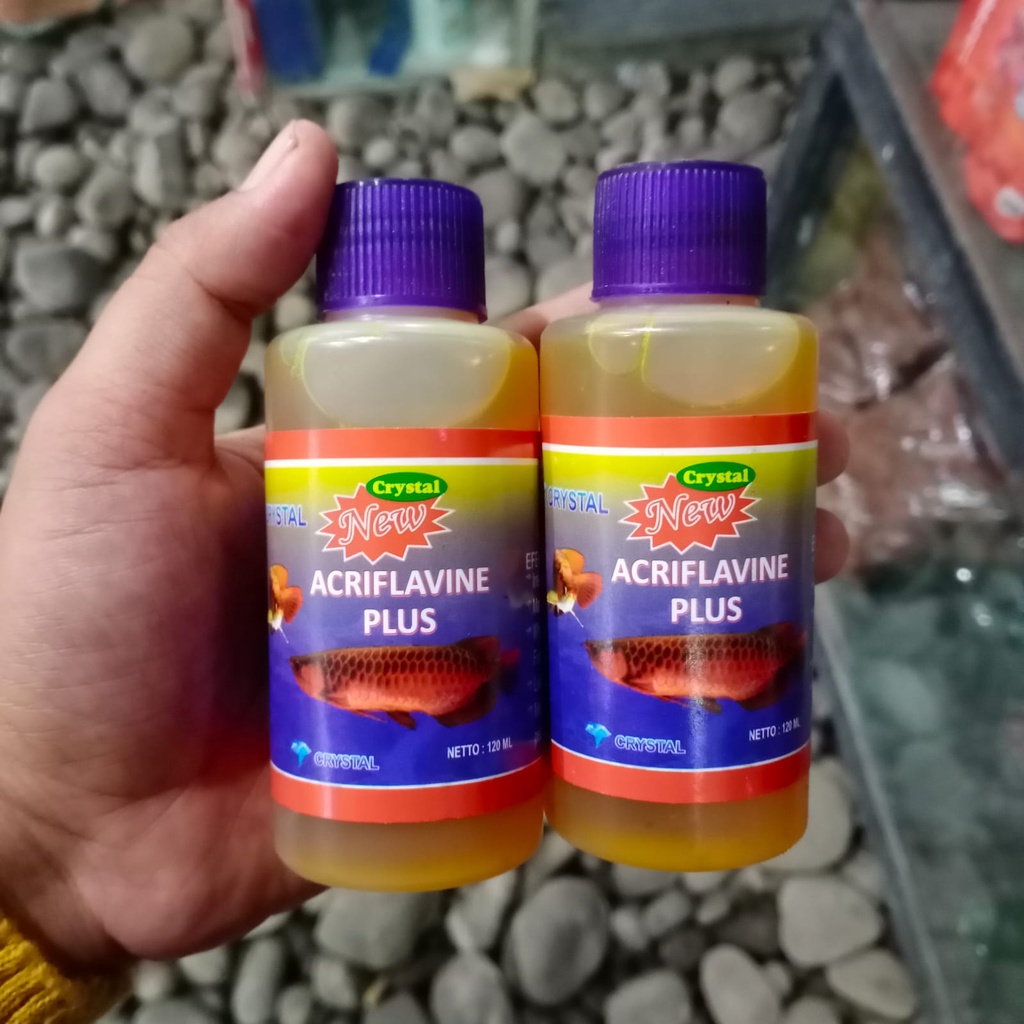 Crystal
CRYSTAL
New
ACRIFLAVINE
PLUS
CRYSTAL
NETTO : 120 ML
Crystal
CRYSTAL
New
ACRIFLAVINE
PLUS
CRYSTAL
NETTO : 120 ML